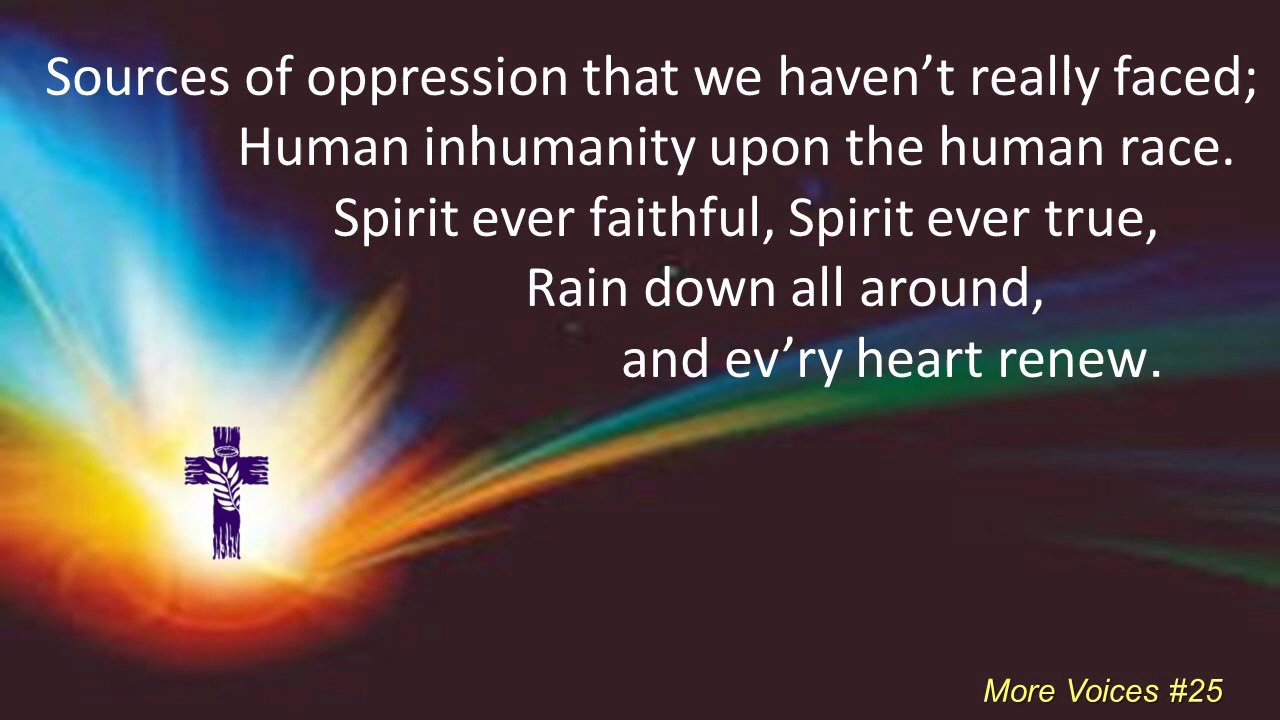 Sources of oppression that we haven’t really faced;
Human inhumanity upon the human race.
Spirit ever faithful, Spirit ever true,
Rain down all around,
and ev’ry heart renew.
More Voices #25